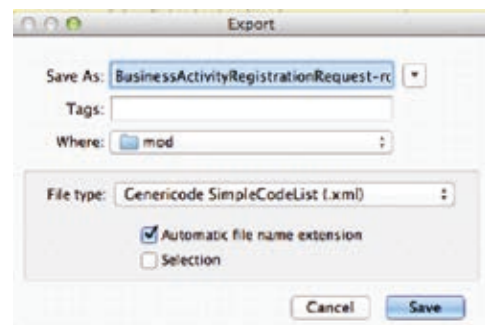 Export
Save As: BusinessActivityRegistrationRequest-rc
Tags:
Where: mod
File type: Genericode SimpleCodeList (.xml)
Automatic file name extension
Selection
Cancel Save